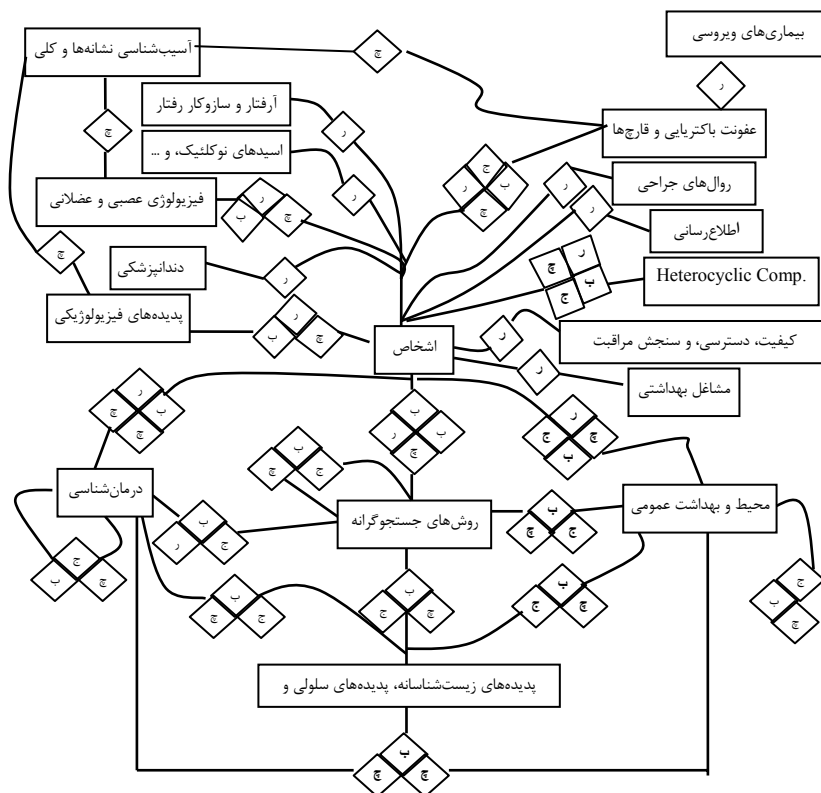 بیماری‌های ویروسی
آسیب‌شناسی نشانه‌ها و کلی
چ
ر
آرفتار و سازوکار رفتار
عفونت باکتریایی و قارچ‌ها
ر
چ
اسیدهای نوکلئیک، و ...
ج
ب
ر
چ
روال‌های جراحی
ر
ر
فیزیولوژی عصبی و عضلانی
ر
چ
ب
ر
اطلاع‌رسانی
چ
دندانپزشکی
ر
Heterocyclic Comp.
ر
چ
ب
ج
پدیده‌های فیزیولوژیکی
ر
چ
ب
اشخاص
کیفیت، دسترسی، و سنجش مراقبت
ر
مشاغل بهداشتی
ر
ر
ب
چ
چ
ب
ب
ر
چ
ر
چ
ج
ب
ب
ج
چ
درمان‌شناسی
روش‌های جستجوگرانه
محیط و بهداشت عمومی
ب
ج
ر
ب
ج
چ
ج
چ
ب
ب
ج
چ
ب
ب
ج
چ
ب
چ
ج
ج
ب
چ
پدیده‌های زیست‌شناسانه، پدیده‌های سلولی و
ب
چ
چ